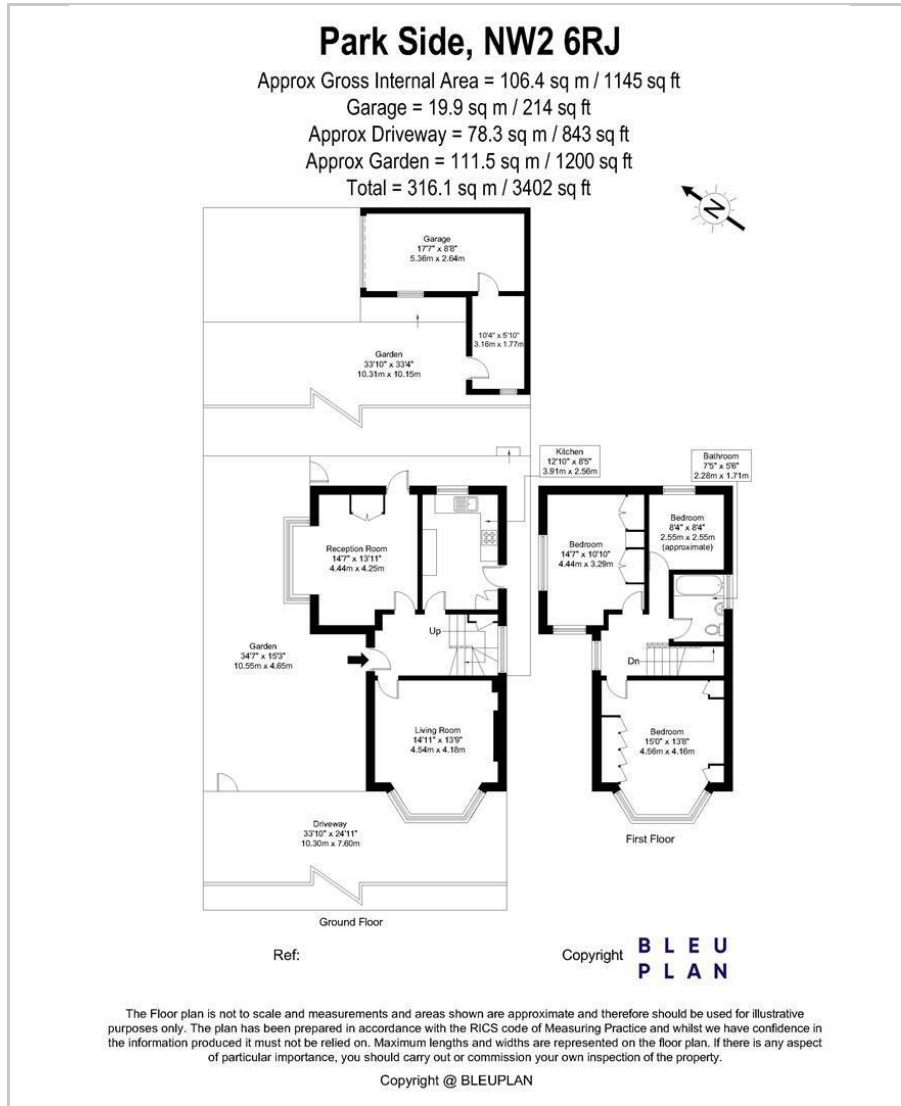 Park Side, NW2 6RJ
Approx Gross Internal Area = 106.4 sq m / 1145 sq ft
Garage = 19.9 sq m / 214 sq ft
Approx Driveway = 78.3 sq m / 843 sq ft
Approx Garden = 111.5 sq m / 1200 sq ft
Total = 316.1 sq m / 3402 sq ft
N
Garage
17'7" x 8'8"
5.36m x 2.64m
10'4" x 5'10"
3.16m x 1.77m
Garden
33'10" x 33'4"
10.31m x 10.15m
Kitchen
12'10" x 8'5"
3.91m x 2.56m
Bathroom
7'5" x 5'6"
2.28m x 1.71m
Reception Room
14'7" x 13'11"
4.44m x 4.25m
Bedroom
14'7" x 10'10"
4.44m x 3.29m
Bedroom
8'4" x 8'4"
2.55m x 2.55m
(approximate)
Up
Dn
Garden
34'7" x 15'3"
10.55m x 4.65m
Living Room
14'11" x 13'9"
4.54m x 4.18m
Bedroom
15'0" x 13'8"
4.56m x 4.16m
Driveway
33'10" x 24'11"
10.30m x 7.60m
First Floor
Ground Floor
Ref:
Copyright
BLEU
PLAN
The Floor plan is not to scale and measurements and areas shown are approximate and therefore should be used for illustrative
purposes only. The plan has been prepared in accordance with the RICS code of Measuring Practice and whilst we have confidence in
the information produced it must not be relied on. Maximum lengths and widths are represented on the floor plan. If there is any aspect
of particular importance, you should carry out or commission your own inspection of the property.
Copyright @ BLEUPLAN